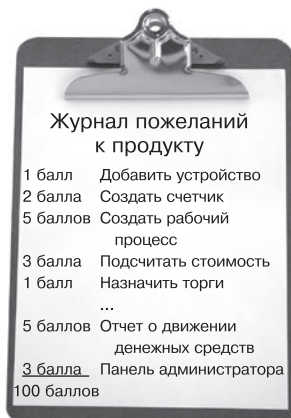 Журнал пожеланий
к продукту
1 балл Добавить устройство
2 балла Создать счетчик
5 баллов Создать рабочий
процесс
3 балла Подсчитать стоимость
1 балл Назначить торги
...
5 баллов Отчет о движении
денежных средств
3 балла Панель администратора
100 баллов